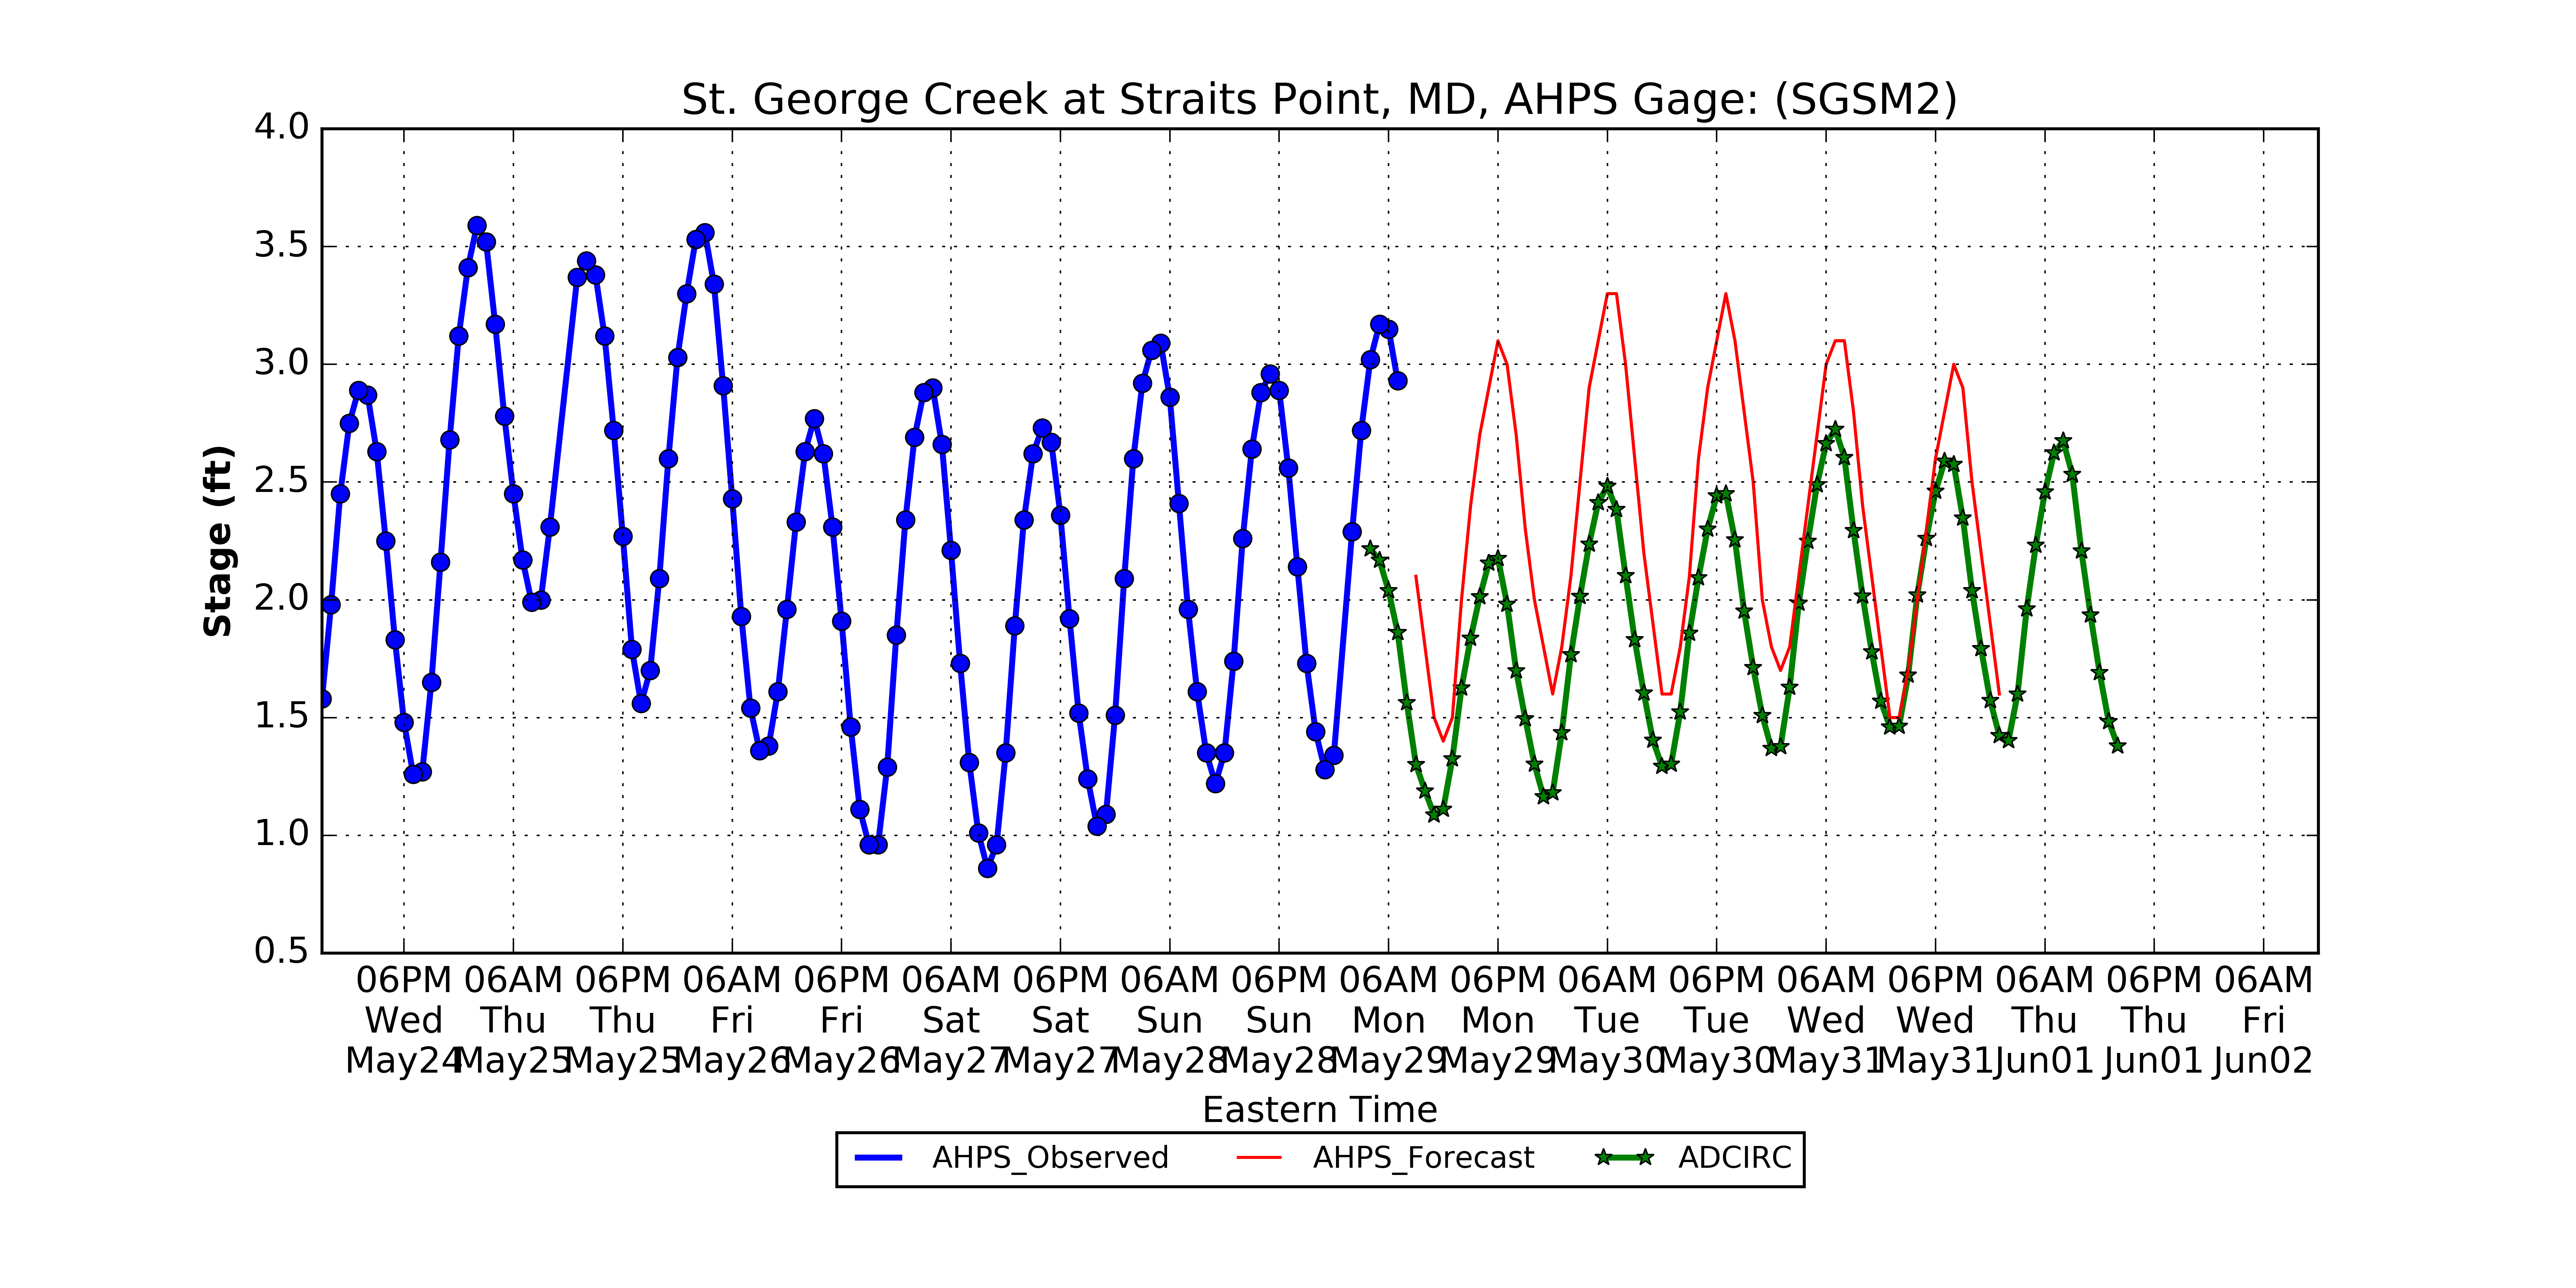 St. George Creek at Straits Point, MD, AHPS Gage: (SGSM2)
4.0
3.5
3.0
2.5
2.0
1.5
1.0
0.5
Stage (ft)
06PM 06AM 06PM 06AM 06PM 06AM 06PM 06AM 06PM 06AM 06PM 06AM 06PM 06AM 06PM 06AM 06PM 06AM
Wed Thu Thu Fri Fri Sat Sat Sun Sun Mon Mon Tue Tue Wed Wed Thu Thu Fri
May24 May25 May25 May26 May26 May27 May27 May28 May28 May29 May29 May30 May30 May31 May31 Jun01 Jun01 Jun02
Eastern Time
AHPS_Observed AHPS_Forecast ADCIRC